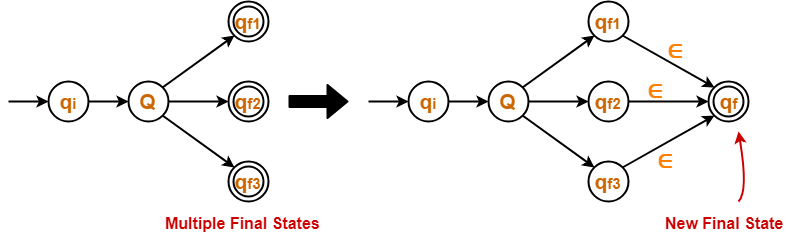 qf1
qf1
∈
qi
Q
qf2
qi
Q
qf2
∈
qf
qf3
qf3
∈
Multiple Final States
New Final State